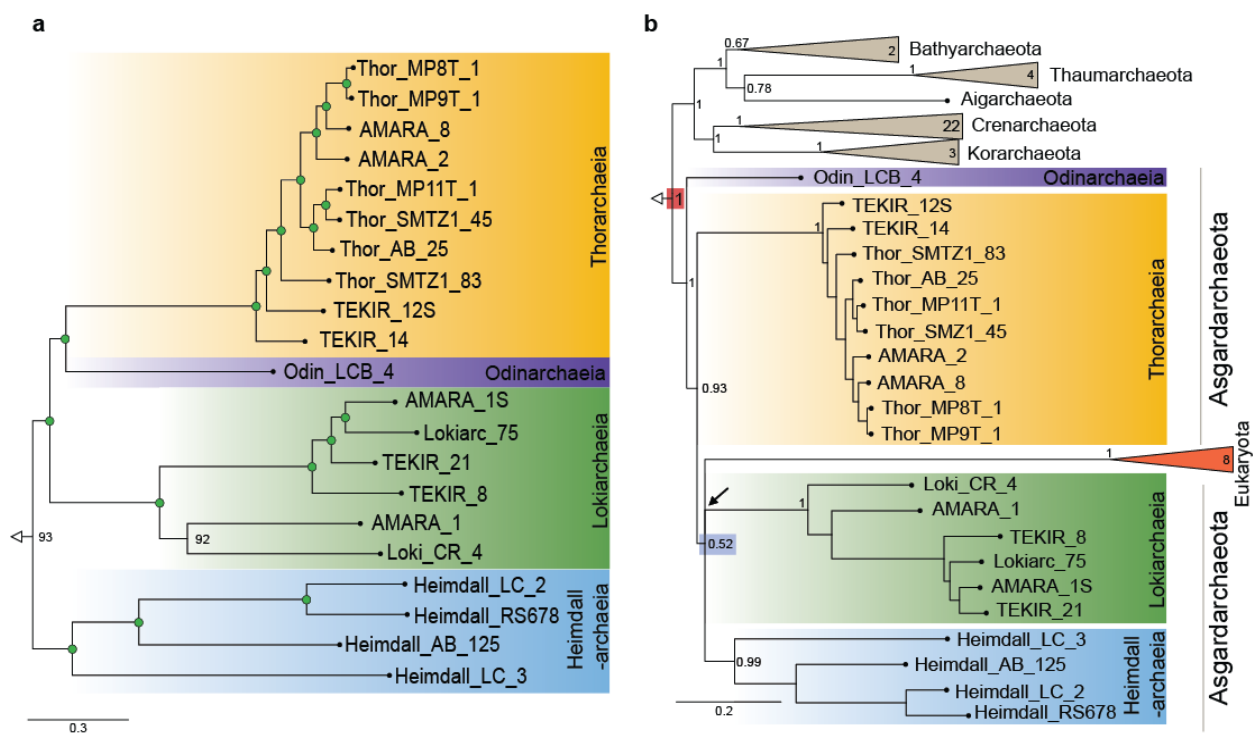 a
Thor_MP8T_1
Thor_MP9T_1
AMARA_8
AMARA_2
Thor_MP11T_1
Thor_SMTZ1_45
Thor_AB_25
Thor_SMTZ1_83
TEKIR_12S
TEKIR_14
Thorarchaeia
Odin_LCB_4
Odinarchaeia
AMARA_1S
Lokiarc_75
TEKIR_21
TEKIR_8
AMARA_1
92
Loki_CR_4
Lokiarchaeia
93
Heimdall_LC_2
Heimdall_RS678
Heimdall_AB_125
Heimdall_LC_3
Heimdall
-archaeia
0.3
b
0.67
2
Bathyarchaeota
1
1
4
Thaumarchaeota
0.78
Aigarchaeota
1
1
22
Crenarchaeota
1
1
3
Korarchaeota
Odin_LCB_4
Odinarchaeia
1
1
TEKIR_12S
1
TEKIR_14
Thor_SMTZ1_83
Thor_AB_25
Thor_MP11T_1
Thor_SMZ1_45
AMARA_2
AMARA_8
Thor_MP8T_1
Thor_MP9T_1
Thorarchaeia
Asgardarchaeota
0.93
1
8
Eukaryota
Loki_CR_4
1
AMARA_1
TEKIR_8
Lokiarc_75
AMARA_1S
TEKIR_21
Lokiarchaeia
0.52
Heimdall_LC_3
0.99
Heimdall_AB_125
Heimdall_LC_2
Heimdall_RS678
Heimdall
-archaeia
Asgardarchaeota
0.2